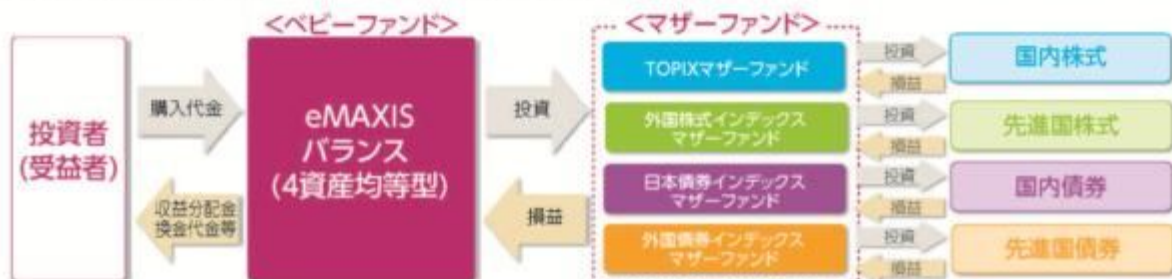 <ベビーファンド>
<マザーファンド>
投資者
(受益者)
購入代金
収益分配金
換金代金等
eMAXIS
バランス
(4資産均等型)
投資
損益
TOPIXマザーファンド
投資
損益
国内株式
外国株式インデックス
マザーファンド
投資
損益
先進国株式
日本債券インデックス
マザーファンド
投資
損益
国内債券
外国債券インデックス
マザーファンド
投資
損益
先進国債券